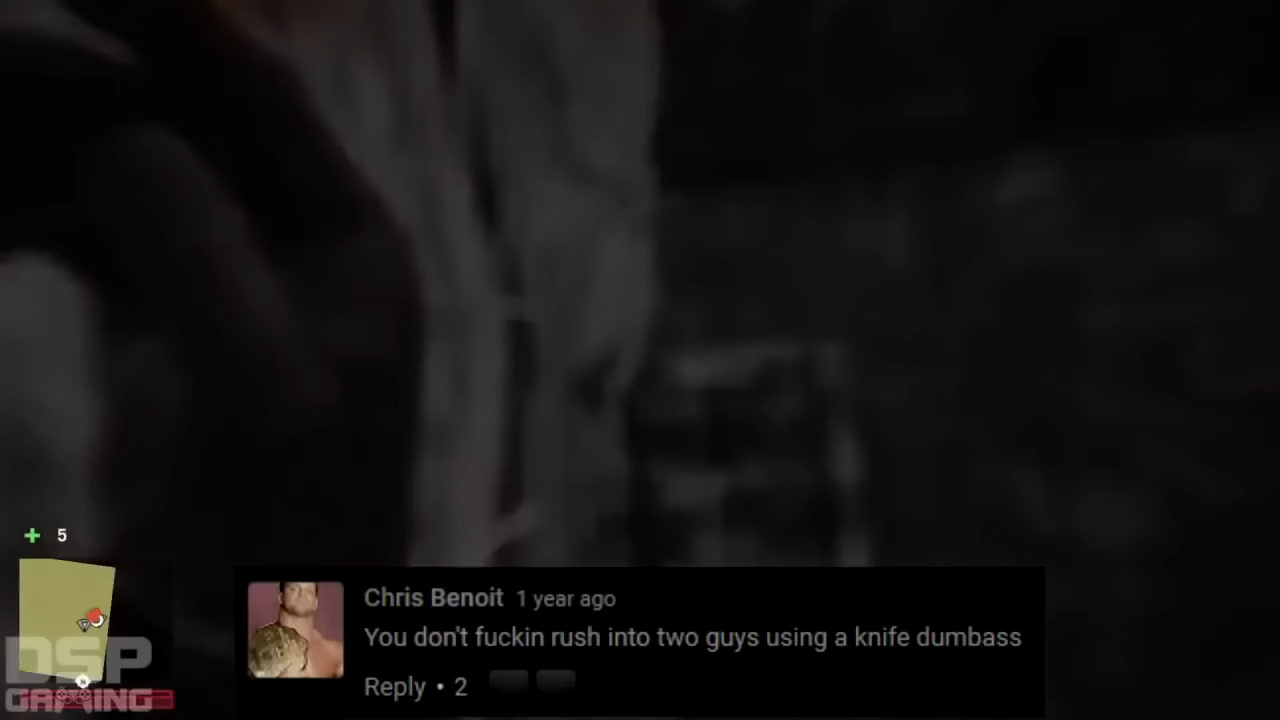 5
DSP
GAMING
N
Chris Benoit 1 year ago
You don't fuckin rush into two guys using a knife dumbass
Reply • 2